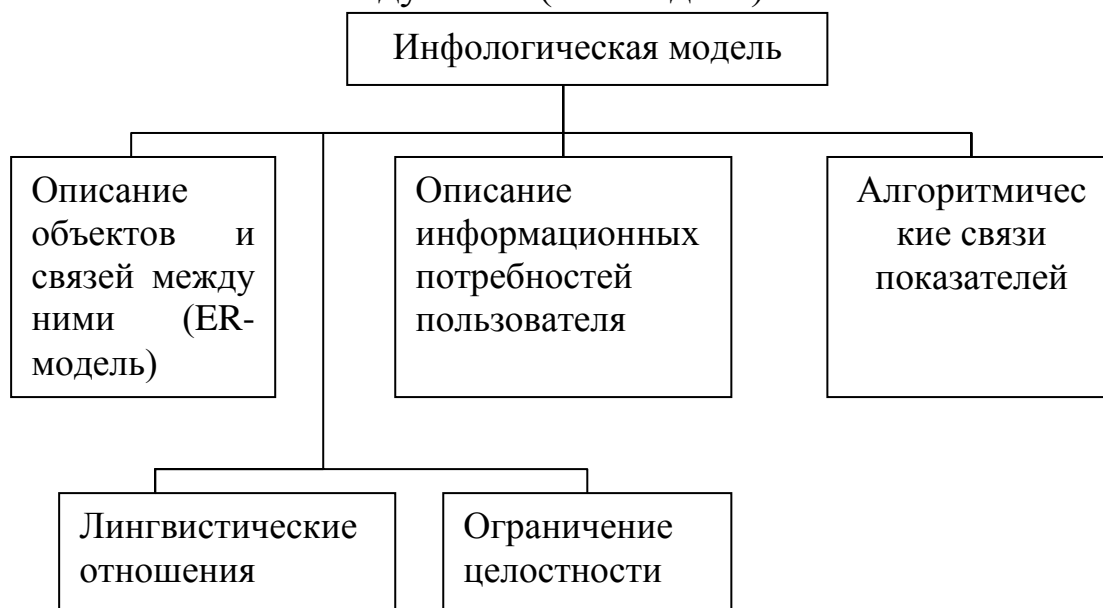 Инфологическая модель
Описание
объектов и
связей между
ними (ER-
модель)
Описание
информационных
потребностей
пользователя
Алгоритмичес
кие связи
показателей
Лингвистические
отношения
Ограничение
целостности